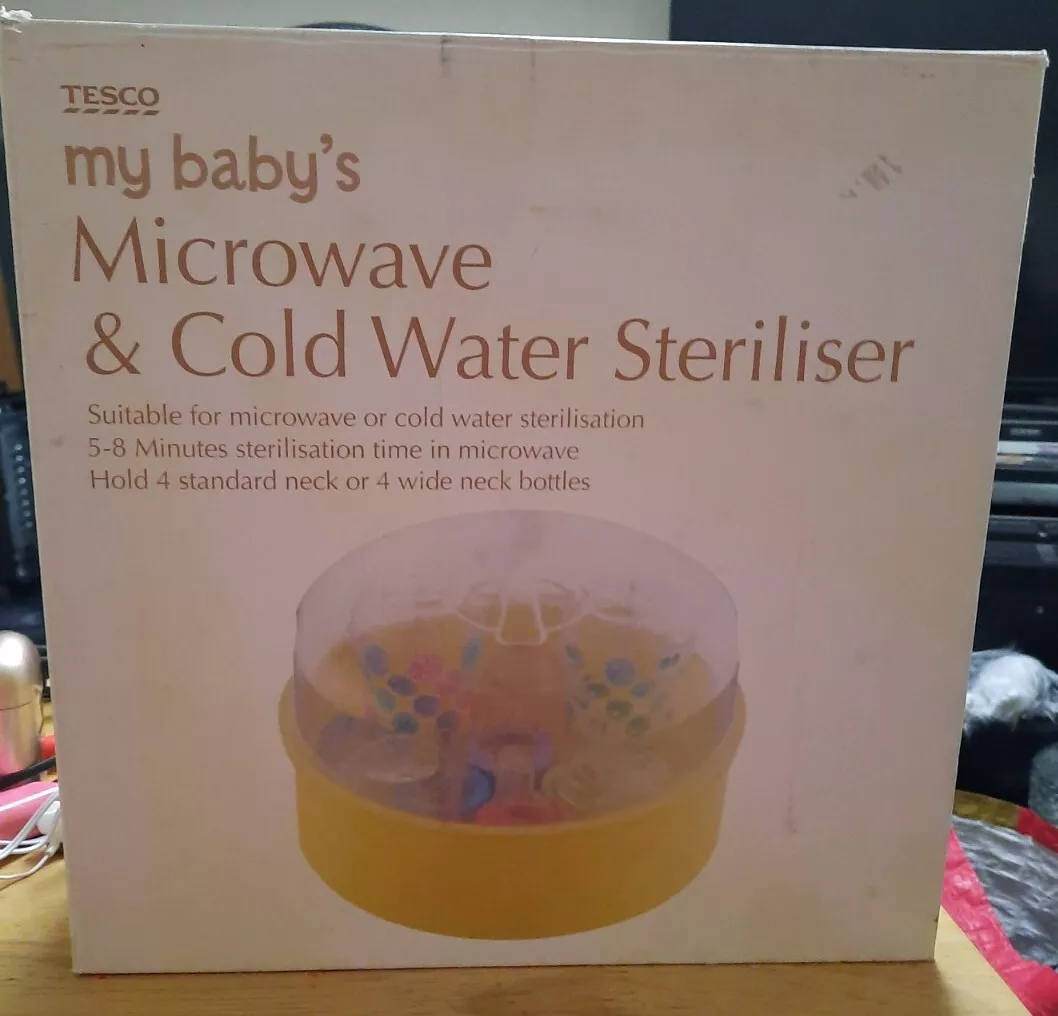 TESCO
my baby's
Microwave
& Cold Water Steriliser
Suitable for microwave or cold water sterilisation
5-8 Minutes sterilisation time in microwave
Hold 4 standard neck or 4 wide neck bottles